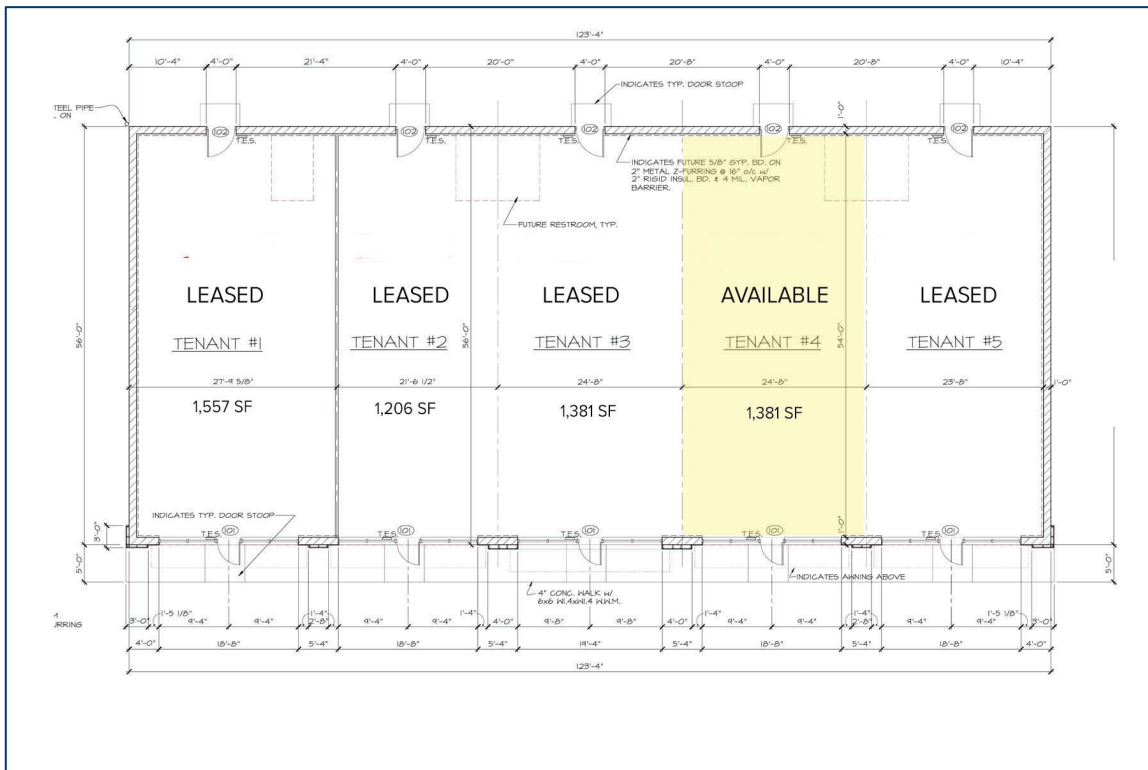 123'-4"
10'-4" 4'-0" 21'-4" 4'-0" 20'-0" 4'-0" 20'-8" 4'-0" 20'-8" 4'-0" 10'-4"
INDICATES TYP. DOOR STOOP
TEEL PIPE
ON
1'-0"
102 102 102 102 102
T.E.S. T.E.S. T.E.S. T.E.S. T.E.S.
INDICATES FUTURE 5/8" GYP. BD. ON
2" METAL Z-FURRING @ 16" o/c w/
2" RIGID INSUL. BD. & 4 MIL. VAPOR
BARRIER.
FUTURE RESTROOM, TYP.
LEASED LEASED LEASED AVAILABLE LEASED
TENANT #1 TENANT #2 TENANT #3 TENANT #4 TENANT #5
56'-0" 56'-0" 54'-0"
27'-9 5/8" 21'-6 1/2" 24'-8" 24'-8" 23'-8" 1'-0"
1,557 SF 1,206 SF 1,381 SF 1,381 SF
INDICATES TYP. DOOR STOOP
3'-0" T.E.S. 101 T.E.S. 101 T.E.S. 101 T.E.S. 101 1'-0" T.E.S. 101
5'-0" 5'-0"
INDICATES AWNING ABOVE
4" CONC. WALK w/
6x6 W1.4xW1.4 W.W.M.
URRING
1'-5 1/8" 1'-4" 1'-4" 1'-4" 1'-4" 1'-5 1/8"
3'-0" 9'-4" 9'-4" 2'-8" 9'-4" 9'-4" 4'-0" 9'-8" 9'-8" 4'-0" 9'-4" 9'-4" 2'-8" 9'-4" 9'-4" 3'-0"
4'-0" 18'-8" 5'-4" 18'-8" 5'-4" 19'-4" 5'-4" 18'-8" 5'-4" 18'-8" 4'-0"
123'-4"